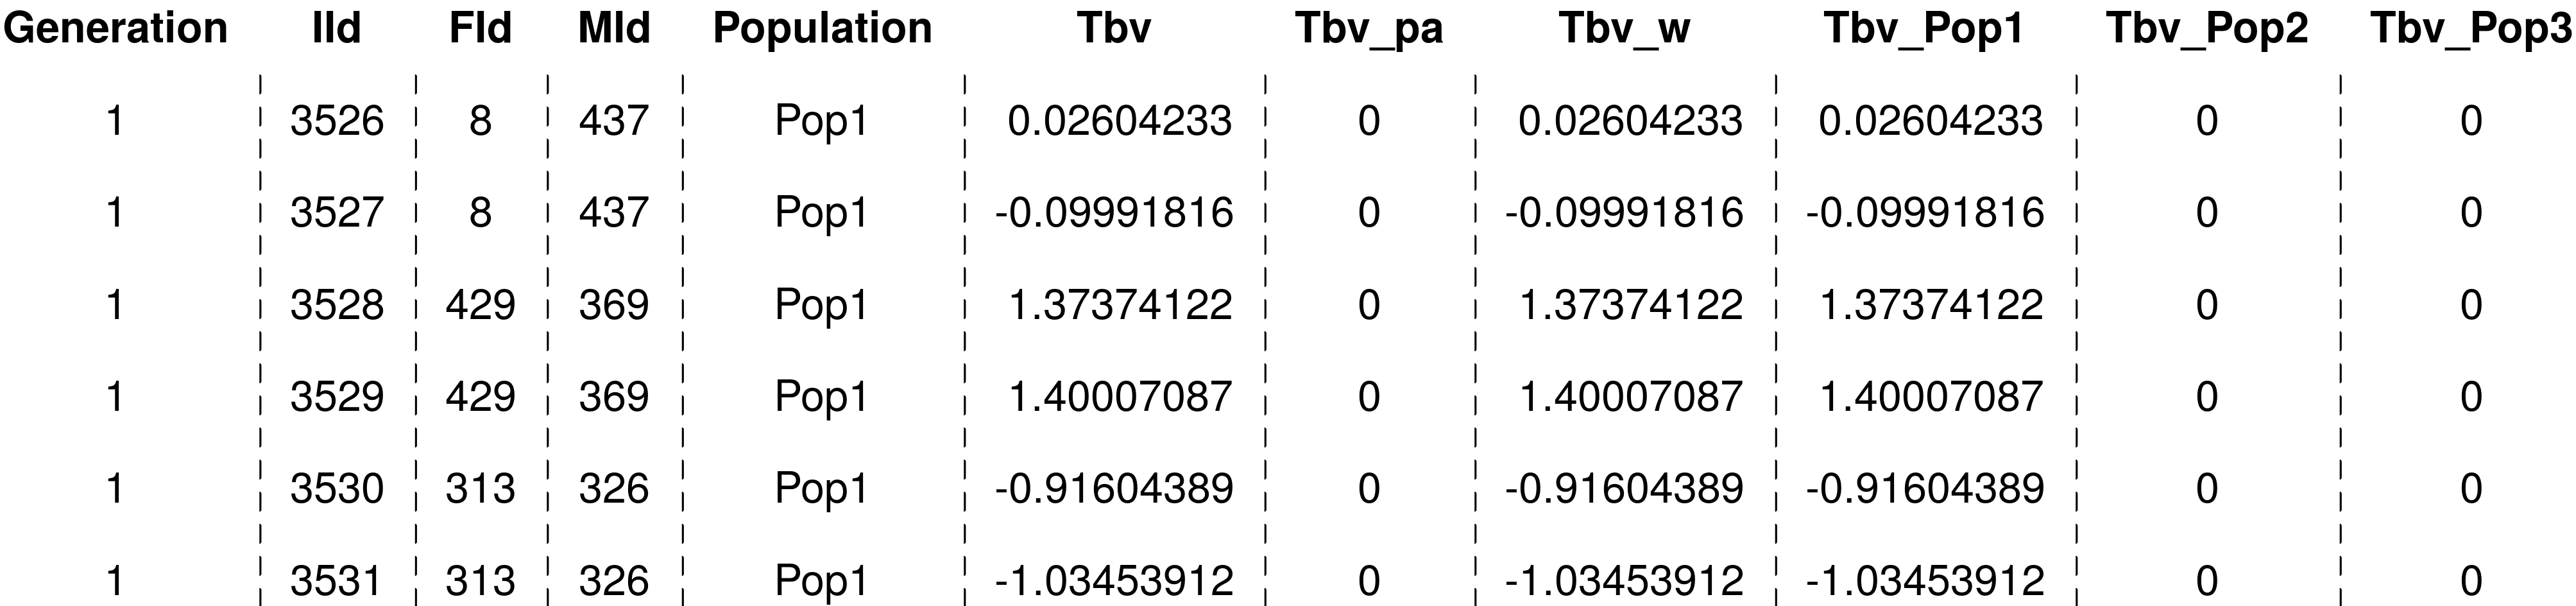 Generation IId FId MId Population Tbv Tbv_pa Tbv_w Tbv_Pop1 Tbv_Pop2 Tbv_Pop3
1 3526 8 437 Pop1 0.02604233 0 0.02604233 0.02604233 0 0
1 3527 8 437 Pop1 -0.09991816 0 -0.09991816 -0.09991816 0 0
1 3528 429 369 Pop1 1.37374122 0 1.37374122 1.37374122 0 0
1 3529 429 369 Pop1 1.40007087 0 1.40007087 1.40007087 0 0
1 3530 313 326 Pop1 -0.91604389 0 -0.91604389 -0.91604389 0 0
1 3531 313 326 Pop1 -1.03453912 0 -1.03453912 -1.03453912 0 0